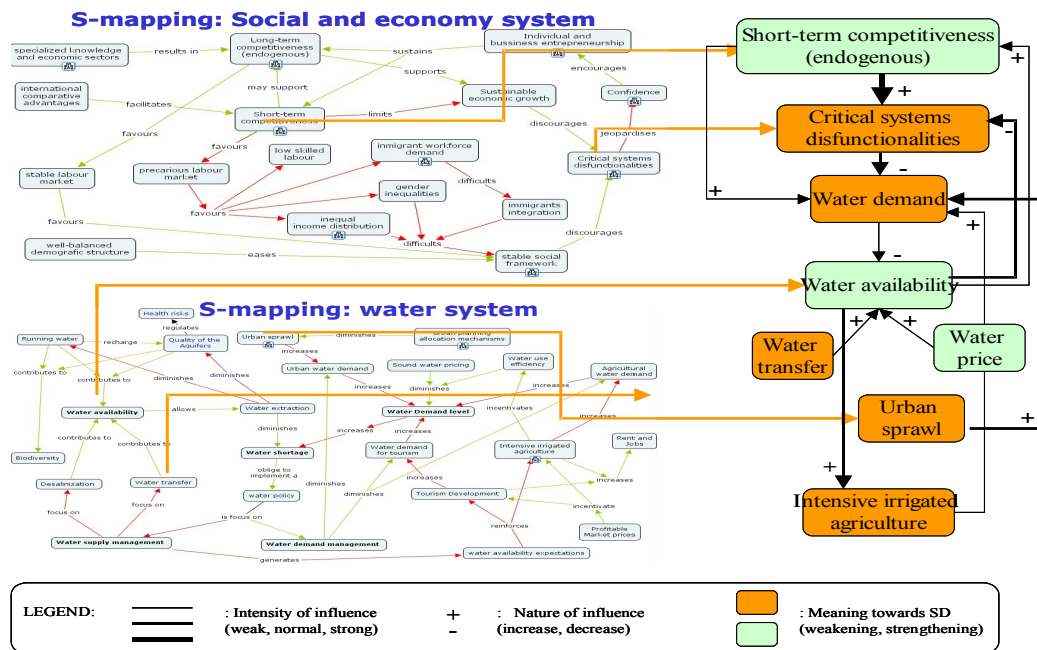 S-mapping: Social and economy system
specialized knowledge
and economic sectors
results in
Long-term
competitiveness
(endogenous)
sustains
Individual and
bussiness entrepreneurship
international
comparative
advantages
facilitates
may support
supports
encourages
Sustainable
economic growth
Confidence
Short-term
competitiveness
limits
favours
favours
discourages
jeopardises
stable labour
market
precarious labour
market
low skilled
labour
immigrant workforce
demand
Critical systems
disfunctionalities
gender
inequalities
difficults
immigrants
integration
favours
favours
inequal
income distribution
difficults
discourages
well-balanced
demografic structure
eases
stable social
framework
S-mapping: water system
Health risks
regulates
Running water
recharge
Quality of the
Aquifers
Urban sprawl
diminishes
Urban planning
allocation mechanisms
increases
Urban water demand
Sound water pricing
Water use
efficiency
Agricultural
water demand
contributes to
contributes to
diminishes
diminishes
increases
diminishes
increases
Water availability
allows
Water extraction
Water Demand level
incentivates
increases
contributes to
contributes to
diminishes
increases
increases
Water demand
for tourism
Intensive irrigated
agriculture
Rent and
Jobs
Biodiversity
Water shortage
Desalinization
Water transfer
oblige to
implement a
diminishes
diminishes
increases
increases
water policy
Tourism Development
focus on
focus on
is focus on
incentivate
reinforces
Profitable
Market prices
Water supply management
Water demand management
water availability expectations
generates
Short-term competitiveness
(endogenous)
+
+
Critical systems
disfunctionalities
-
-
+
Water demand
+
+
-
Water availability
+
+
+
Water
transfer
Water
price
Urban
sprawl
+
+
Intensive irrigated
agriculture
LEGEND:
: Intensity of influence
(weak, normal, strong)
+
-
: Nature of influence
(increase, decrease)
: Meaning towards SD
(weakening, strengthening)